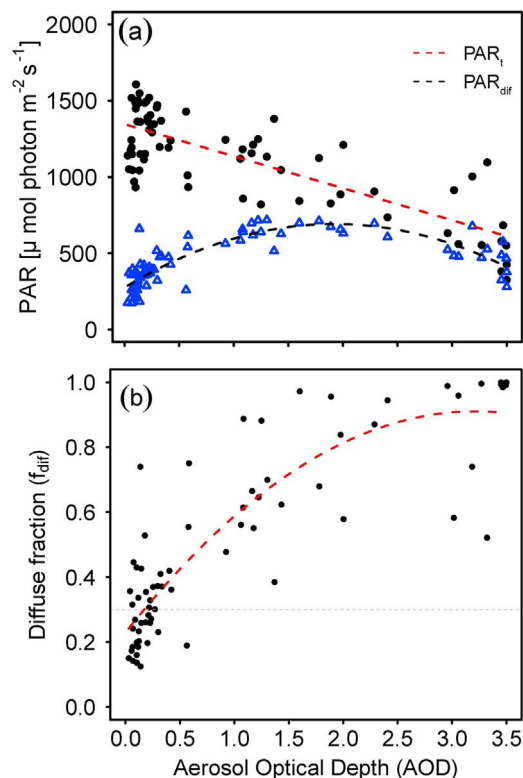 (a)
PAR [µ mol photon m-2 s-1]
2000
1500
1000
500
0
PARt
PARdif
(b)
Diffuse fraction (fdif)
1.0
0.8
0.6
0.4
0.2
0.0
0.0 0.5 1.0 1.5 2.0 2.5 3.0 3.5
Aerosol Optical Depth (AOD)